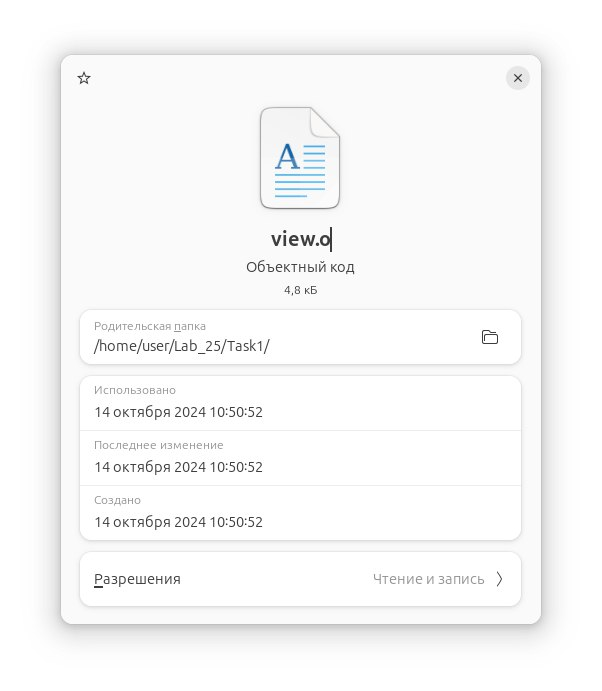 A
view.o
Объектный код
4,8 кБ
Родительская папка
/home/user/Lab_25/Task1/
Использовано
14 октября 2024 10:50:52
Последнее изменение
14 октября 2024 10:50:52
Создано
14 октября 2024 10:50:52
Разрешения Чтение и запись